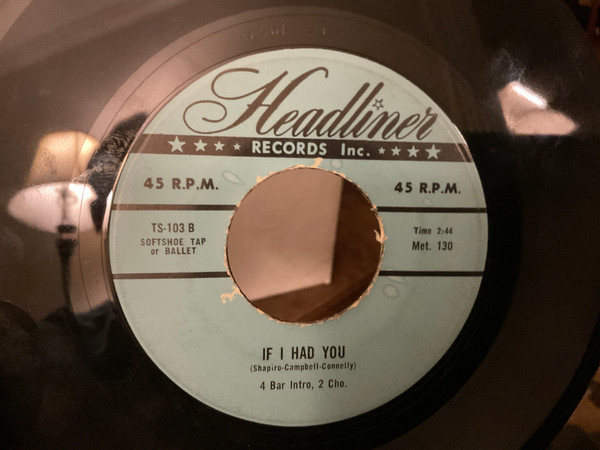 Headliner
RECORDS Inc.
45 R.P.M.
45 R.P.M.
TS-103 B
SOFTSHOE TAP
or BALLET
Time 2:44
Met. 130
IF I HAD YOU
(Shapiro-Campbell-Connelly)
4 Bar Intro, 2 Cho.